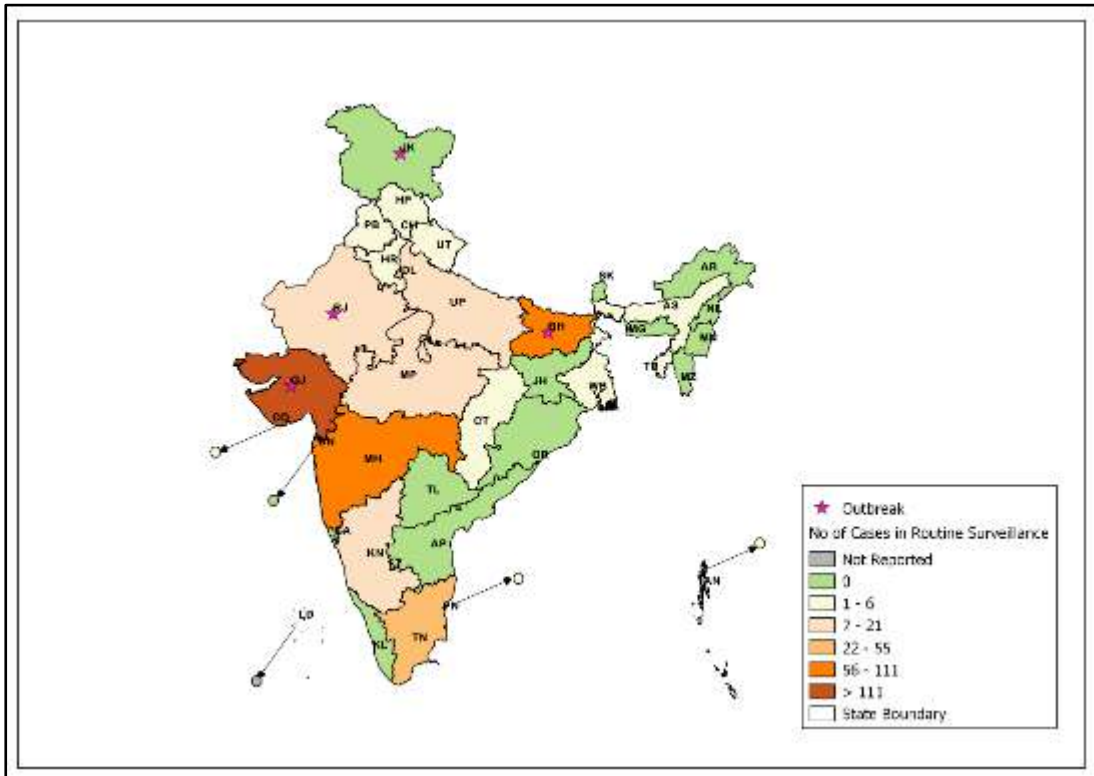 JK
HP
PB
CH
UT
HR
DL
RJ
UP
BH
SK
AR
AS
NL
MG
MN
TR
MZ
GJ
MP
JH
WB
CT
OR
DD
DN
MH
TL
GA
KN
AP
AN
PN
LD
KL
TN
Outbreak
No of Cases in Routine Surveillance
Not Reported
0
1 - 6
7 - 21
22 - 55
56 - 111
> 111
State Boundary